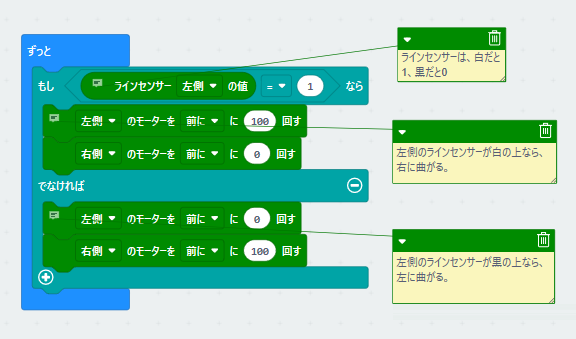 ずっと
もし ラインセンサー 左側 の値 = 1 なら
左側 のモーターを 前に に 100 回す
右側 のモーターを 前に に 0 回す
でなければ
左側 のモーターを 前に に 0 回す
右側 のモーターを 前に に 100 回す
ラインセンサーは、白だと
1、黒だと0
左側のラインセンサーが白の上なら、
右に曲がる。
左側のラインセンサーが黒の上なら、
左に曲がる。